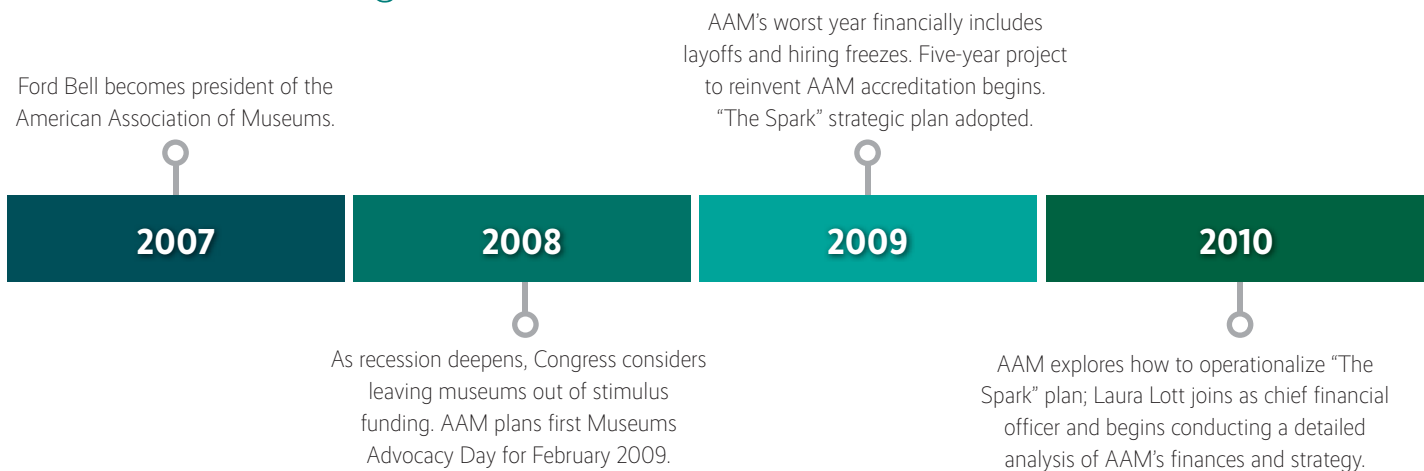 Ford Bell becomes president of the
American Association of Museums.
2007
2008
As recession deepens, Congress considers
leaving museums out of stimulus
funding. AAM plans first Museums
Advocacy Day for February 2009.
AAM’s worst year financially includes
layoffs and hiring freezes. Five-year project
to reinvent AAM accreditation begins.
“The Spark” strategic plan adopted.
2009
2010
AAM explores how to operationalize “The
Spark” plan; Laura Lott joins as chief financial
officer and begins conducting a detailed
analysis of AAM’s finances and strategy.